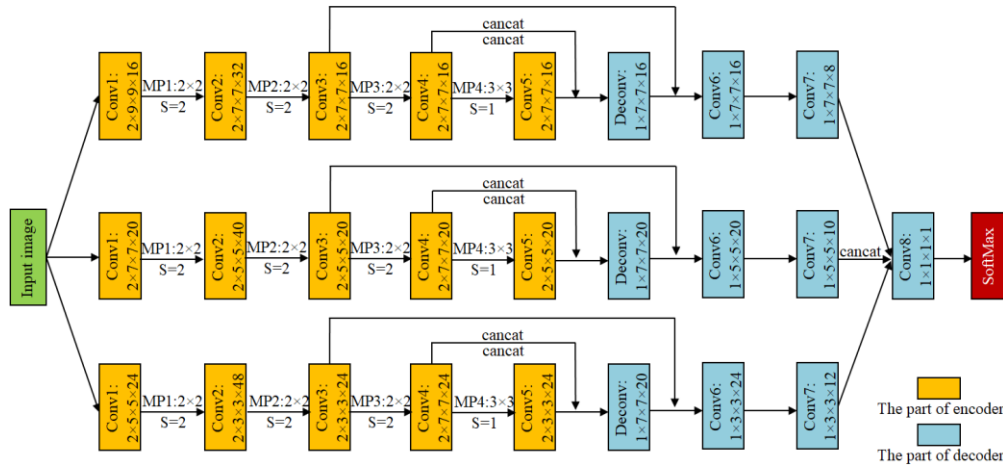 Input image
cancat
cancat
Conv1:
2×9×9×16
MP1:2×2
S=2
Conv2:
2×7×7×32
MP2:2×2
S=2
Conv3:
2×7×7×16
MP3:2×2
S=2
Conv4:
2×7×7×16
MP4:3×3
S=1
Conv5:
2×7×7×16
Deconv:
1×7×7×16
Conv6:
1×7×7×16
Conv7:
1×7×7×8
cancat
cancat
Conv1:
2×7×7×20
MP1:2×2
S=2
Conv2:
2×5×5×40
MP2:2×2
S=2
Conv3:
2×5×5×20
MP3:2×2
S=2
Conv4:
2×7×7×20
MP4:3×3
S=1
Conv5:
2×5×5×20
Deconv:
1×7×7×20
Conv6:
1×5×5×20
Conv7:
1×5×5×10
cancat
Conv8:
1×1×1×1
SoftMax
cancat
cancat
Conv1:
2×5×5×24
MP1:2×2
S=2
Conv2:
2×3×3×48
MP2:2×2
S=2
Conv3:
2×3×3×24
MP3:2×2
S=2
Conv4:
2×7×7×24
MP4:3×3
S=1
Conv5:
2×3×3×24
Deconv:
1×7×7×20
Conv6:
1×3×3×24
Conv7:
1×3×3×12
The part of encoder
The part of decoder